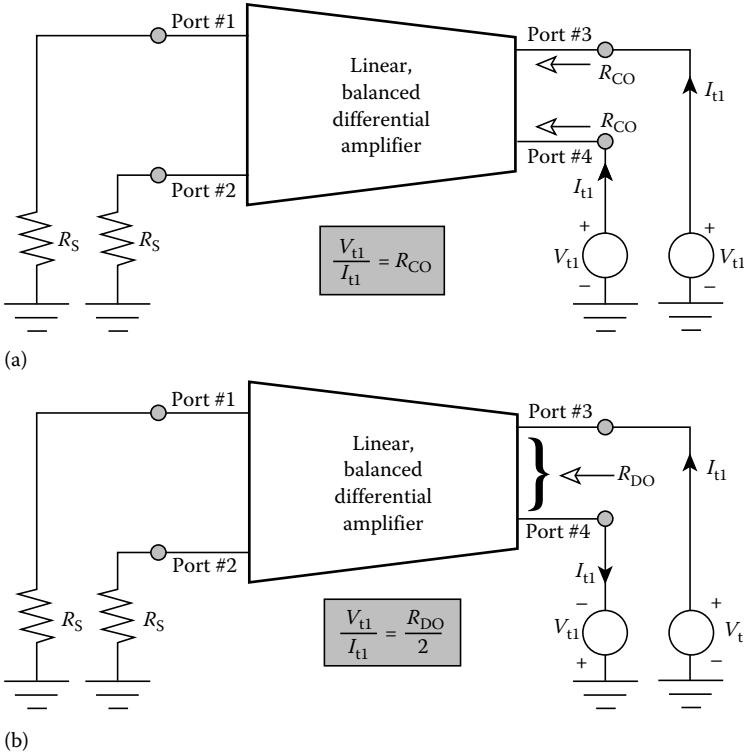 Port #1
Port #3
Linear,
balanced
differential
amplifier
R_CO
I_t1
R_CO
Port #4
Port #2
I_t1
R_S
R_S
V_t1 / I_t1 = R_CO
+
V_t1
–
+
V_t1
–
(a)
Port #1
Port #3
Linear,
balanced
differential
amplifier
}
R_DO
I_t1
Port #4
Port #2
I_t1
R_S
R_S
V_t1 / I_t1 = R_DO / 2
–
V_t1
+
+
V_t
–
(b)